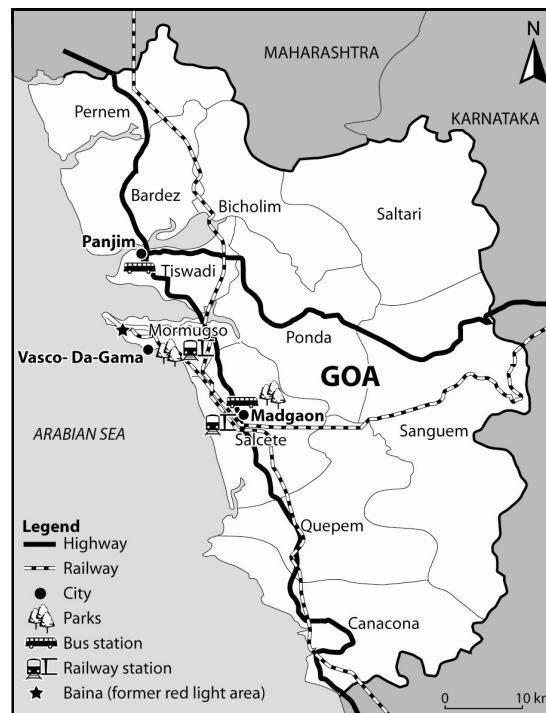 MAHARASHTRA
N
KARNATAKA
Pernem
Bardez
Bicholim
Saltari
Panjim
Tiswadi
Mormugso
Ponda
Vasco- Da-Gama
GOA
Madgaon
ARABIAN SEA
Salcete
Sanguem
Quepem
Canacona
Legend
Highway
Railway
City
Parks
Bus station
Railway station
Baina (former red light area)
0 10 km